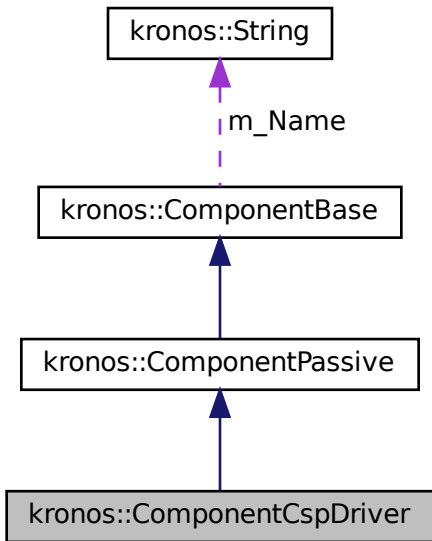 kronos::String
m_Name
kronos::ComponentBase
kronos::ComponentPassive
kronos::ComponentCspDriver